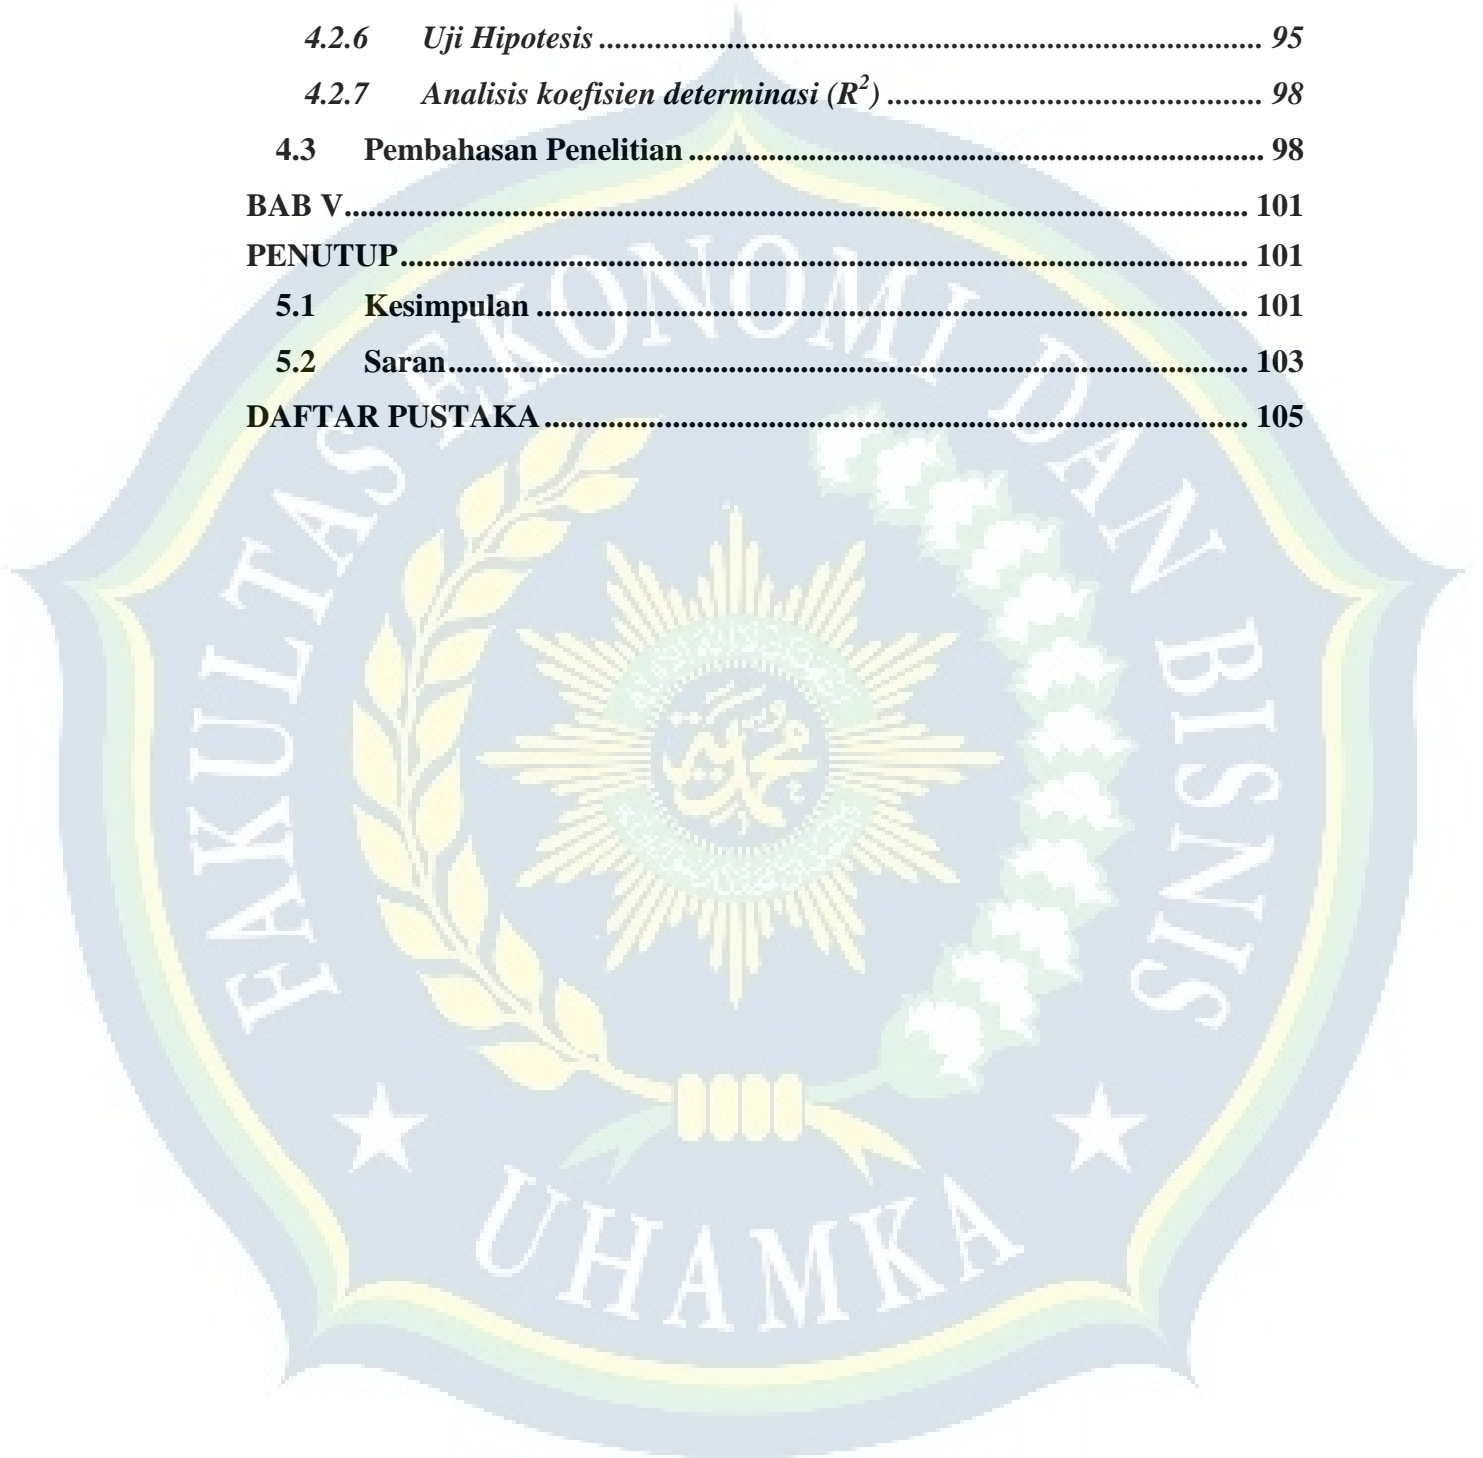 4.2.6 Uji Hipotesis .................................................................................... 95
4.2.7 Analisis koefisien determinasi (R²) ................................................ 98
4.3 Pembahasan Penelitian ......................................................................... 98
BAB V.................................................................................................................. 101
PENUTUP........................................................................................................... 101
5.1 Kesimpulan .......................................................................................... 101
5.2 Saran..................................................................................................... 103
DAFTAR PUSTAKA ......................................................................................... 105
FAKULTAS EKONOMI DAN BISNIS
UHAMKA